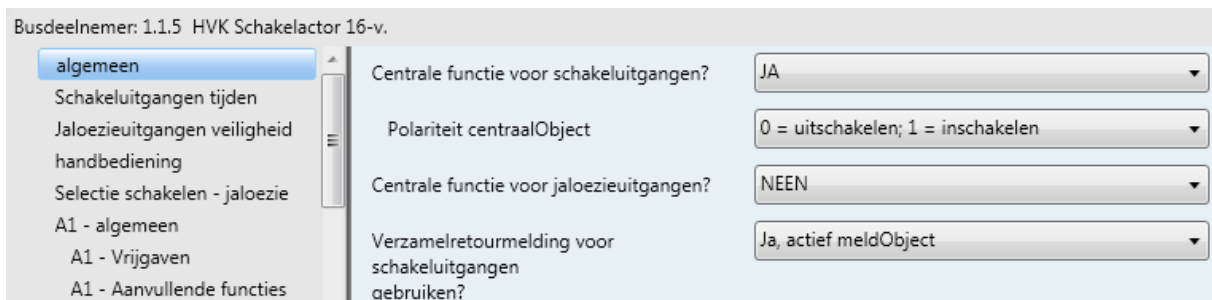 Busdeelnemer: 1.1.5 HVK Schakelactor 16-v.
algemeen
Schakeluitgangen tijden
Jaloezieuitgangen veiligheid
handbediening
Selectie schakelen - jaloezie
A1 - algemeen
A1 - Vrijgaven
A1 - Aanvullende functies
Centrale functie voor schakeluitgangen?
JA
Polariteit centraalObject
0 = uitschakelen; 1 = inschakelen
Centrale functie voor jaloezieuitgangen?
NEEN
Verzamelretourmelding voor
schakeluitgangen
gebruiken?
Ja, actief meldObject